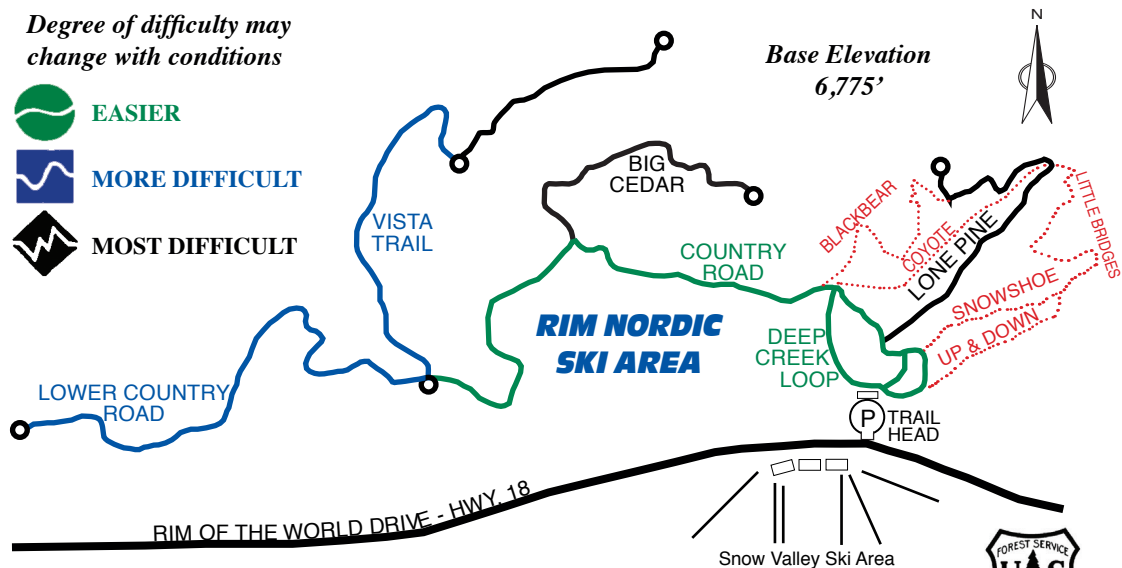 Degree of difficulty may
change with conditions
EASIER
MORE DIFFICULT
MOST DIFFICULT
Base Elevation
6,775'
N
BIG
CEDAR
VISTA
TRAIL
COUNTRY
ROAD
BLACKBEAR
COYOTE
LONE PINE
LITTLE BRIDGES
SNOWSHOE
UP & DOWN
RIM NORDIC
SKI AREA
DEEP
CREEK
LOOP
LOWER COUNTRY
ROAD
P
TRAIL
HEAD
RIM OF THE WORLD DRIVE - HWY. 18
Snow Valley Ski Area
FOREST SERVICE
U S